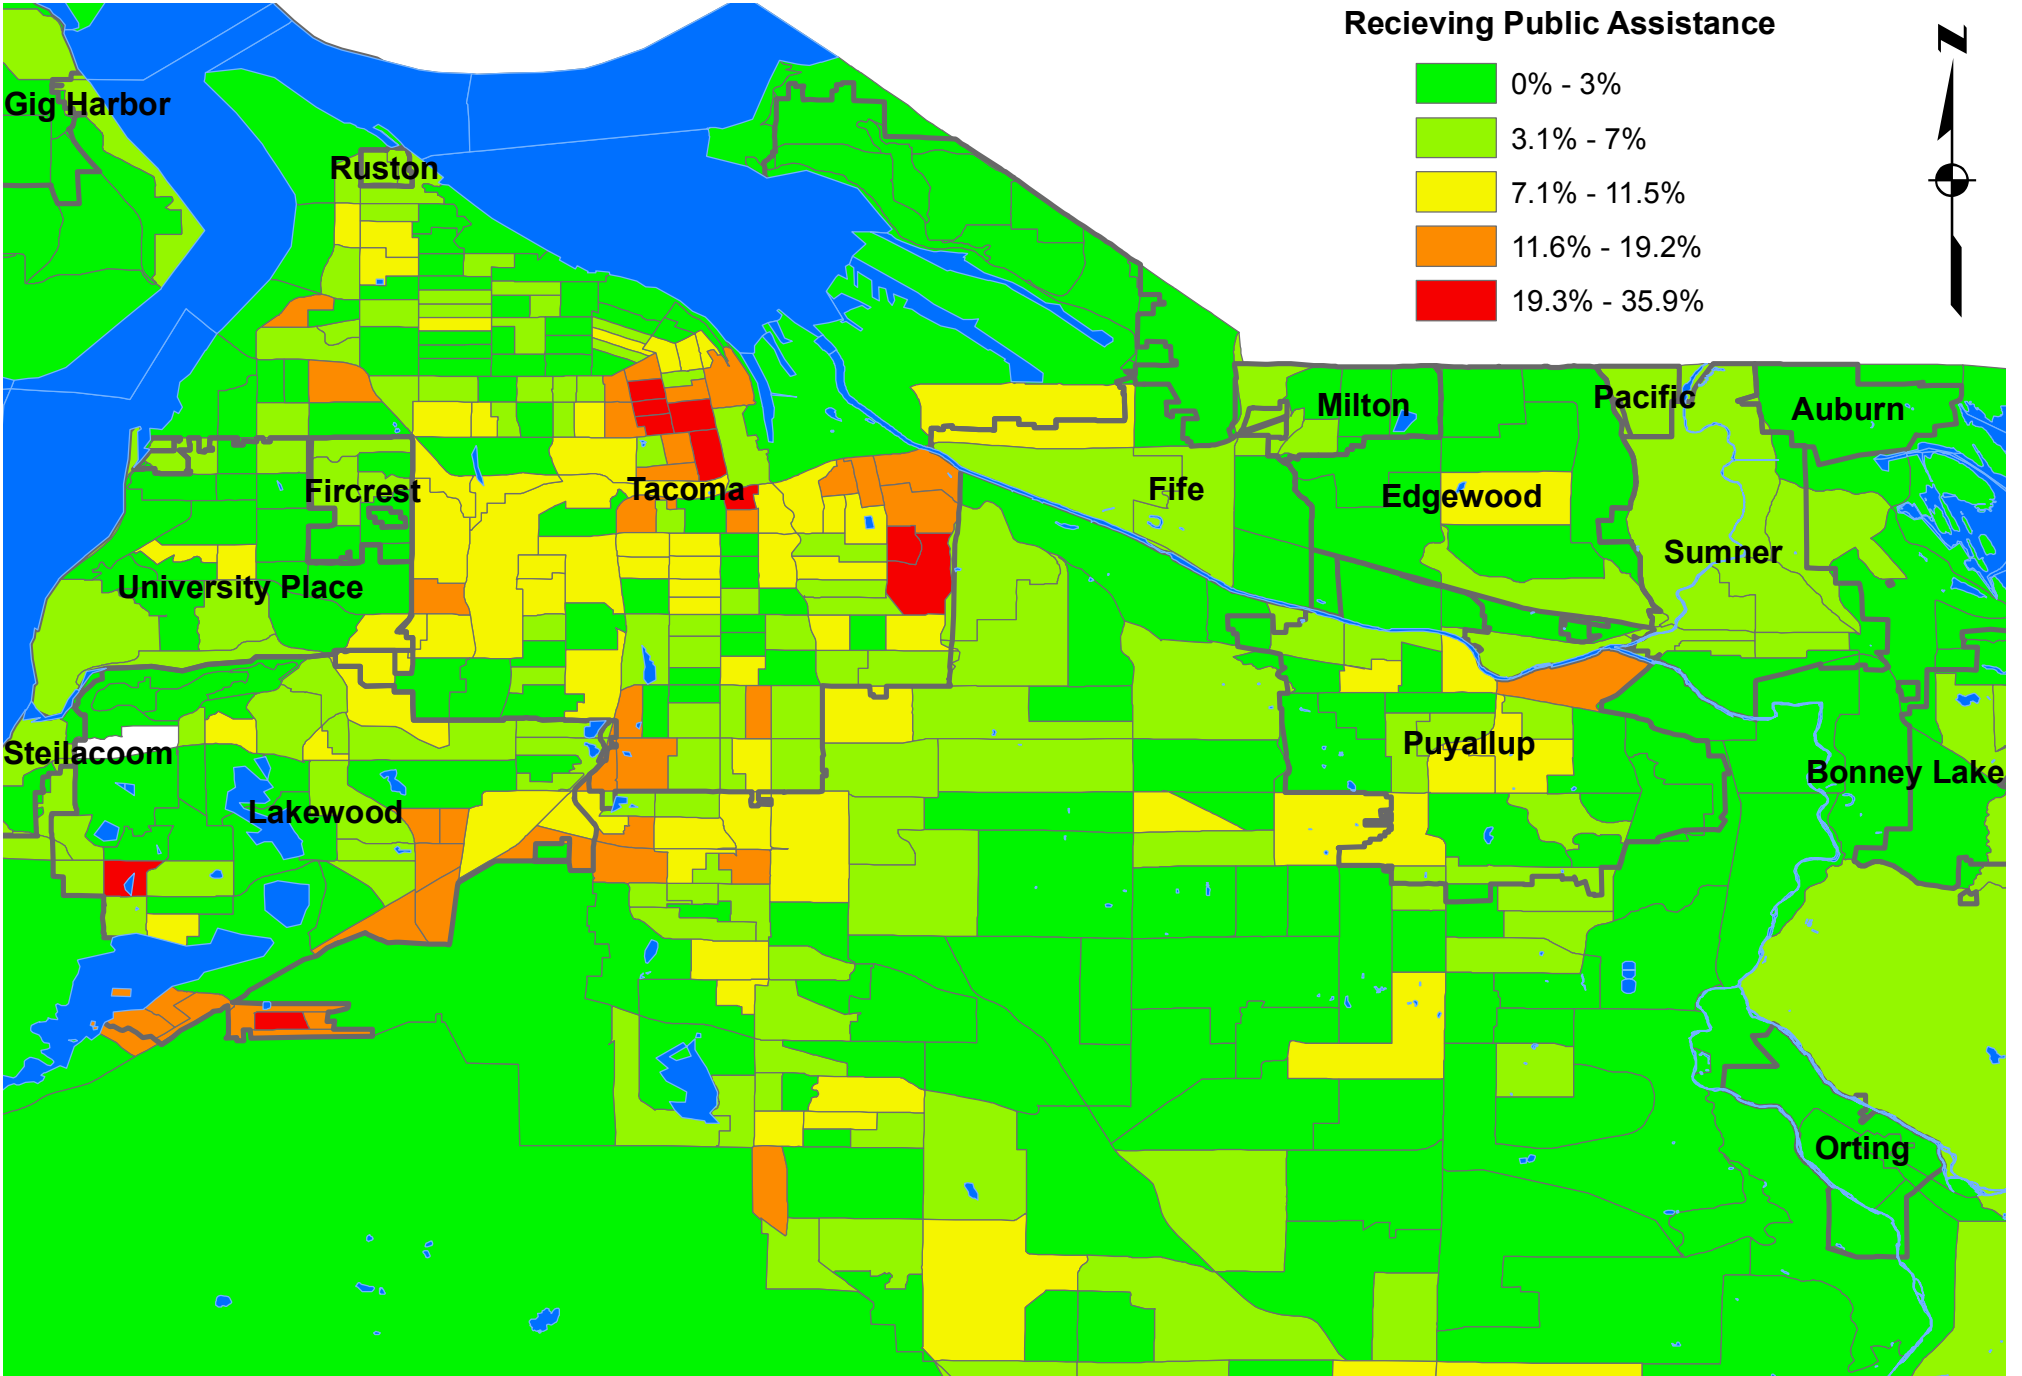 Recieving Public Assistance
N
0% - 3%
3.1% - 7%
7.1% - 11.5%
11.6% - 19.2%
19.3% - 35.9%
Gig Harbor
Ruston
Milton
Pacific
Auburn
Fircrest
Tacoma
Fife
Edgewood
Sumner
University Place
Steilacoom
Puyallup
Bonney Lake
Lakewood
Orting